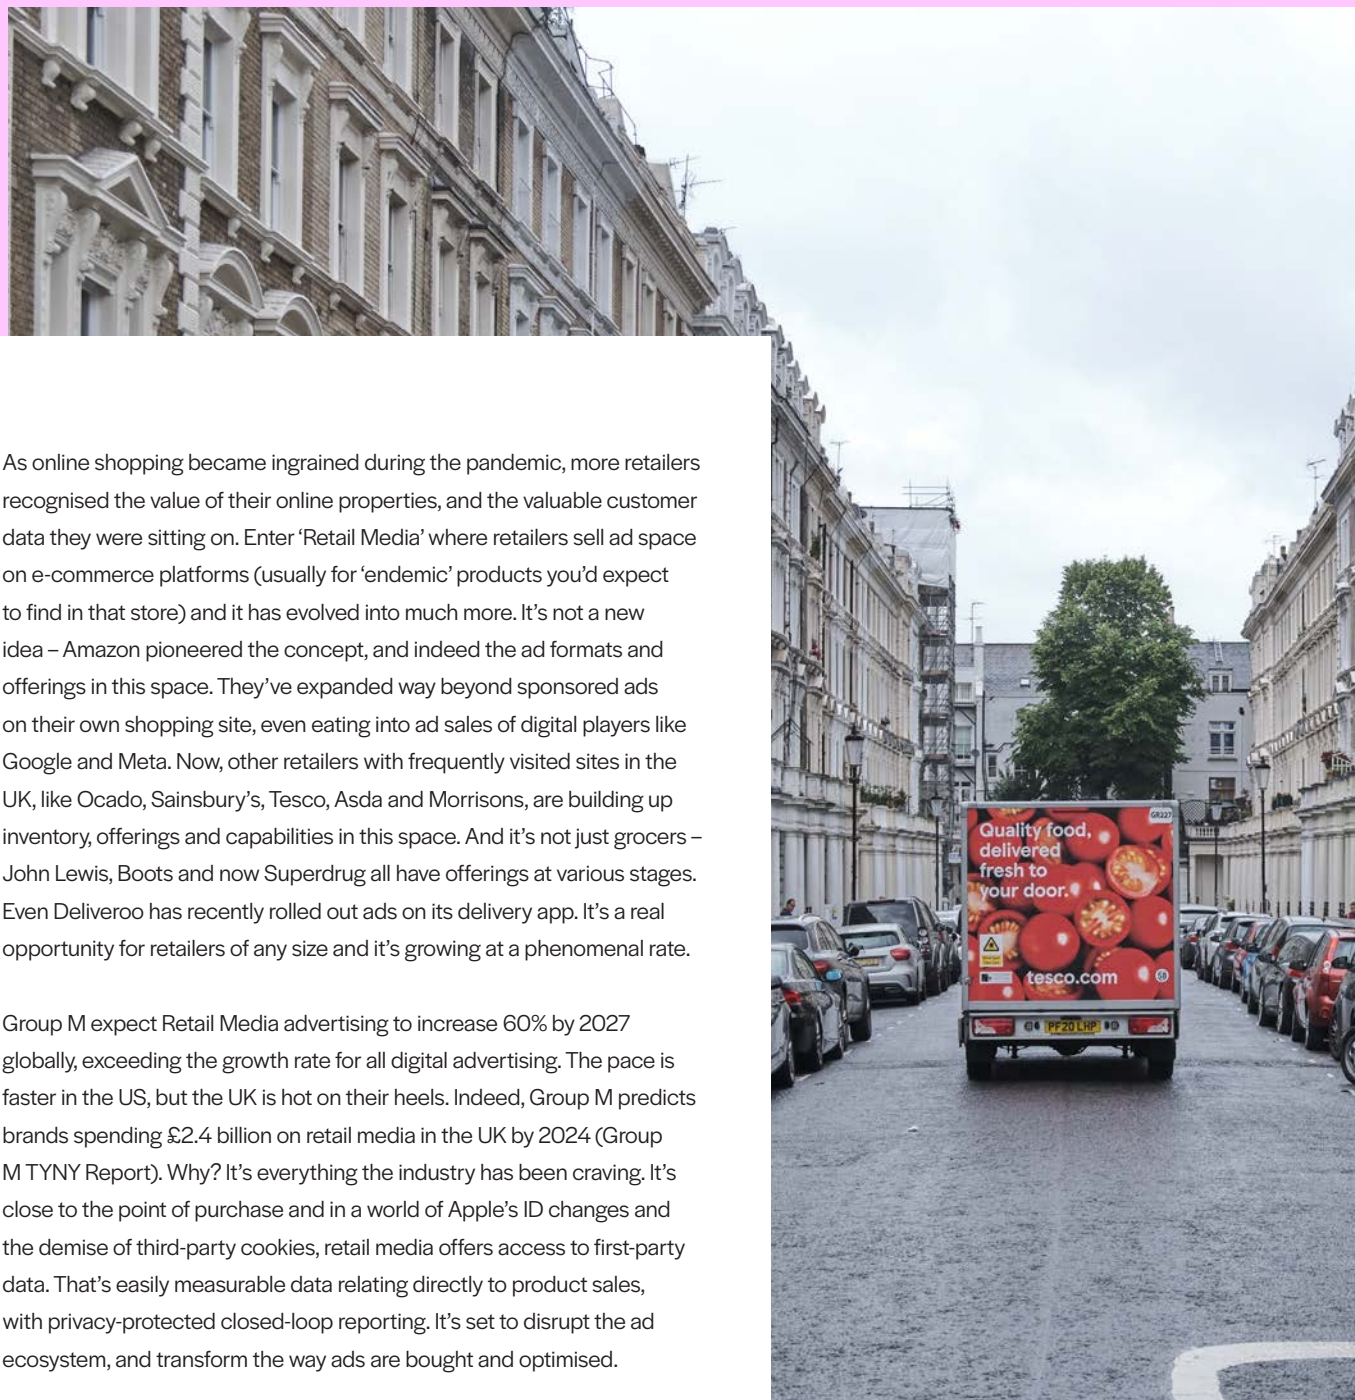 As online shopping became ingrained during the pandemic, more retailers
recognised the value of their online properties, and the valuable customer
data they were sitting on. Enter ‘Retail Media’ where retailers sell ad space
on e-commerce platforms (usually for ‘endemic’ products you’d expect
to find in that store) and it has evolved into much more. It’s not a new
idea – Amazon pioneered the concept, and indeed the ad formats and
offerings in this space. They’ve expanded way beyond sponsored ads
on their own shopping site, even eating into ad sales of digital players like
Google and Meta. Now, other retailers with frequently visited sites in the
UK, like Ocado, Sainsbury’s, Tesco, Asda and Morrisons, are building up
inventory, offerings and capabilities in this space. And it’s not just grocers –
John Lewis, Boots and now Superdrug all have offerings at various stages.
Even Deliveroo has recently rolled out ads on its delivery app. It’s a real
opportunity for retailers of any size and it’s growing at a phenomenal rate.
Group M expect Retail Media advertising to increase 60% by 2027
globally, exceeding the growth rate for all digital advertising. The pace is
faster in the US, but the UK is hot on their heels. Indeed, Group M predicts
brands spending £2.4 billion on retail media in the UK by 2024 (Group
M TYNY Report). Why? It’s everything the industry has been craving. It’s
close to the point of purchase and in a world of Apple’s ID changes and
the demise of third-party cookies, retail media offers access to first-party
data. That’s easily measurable data relating directly to product sales,
with privacy-protected closed-loop reporting. It’s set to disrupt the ad
ecosystem, and transform the way ads are bought and optimised.
GR227
Quality food,
delivered
fresh to
your door.
tesco.com
58
PF20 LHP